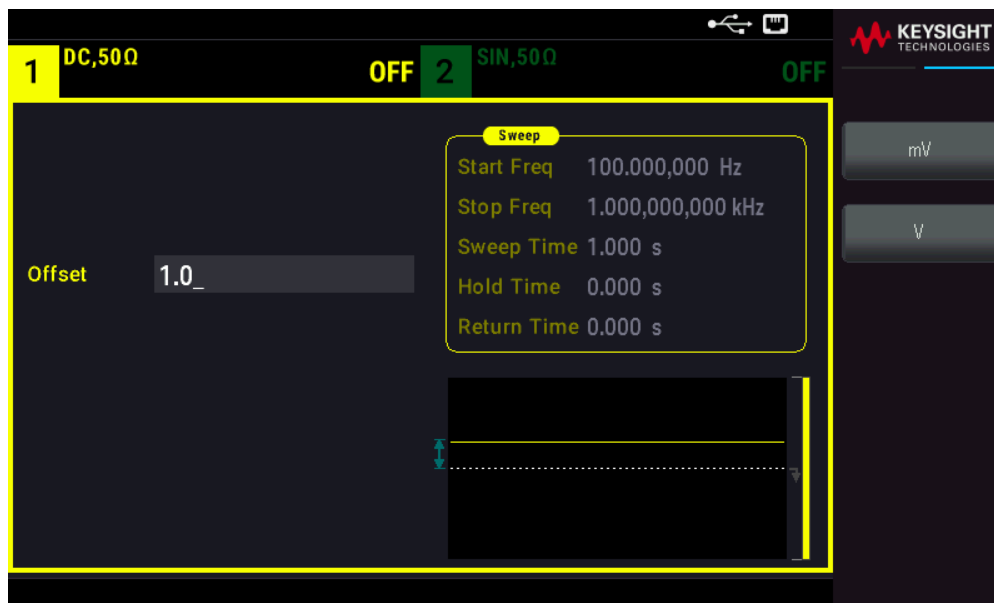 KEYSIGHT
TECHNOLOGIES
1 DC,50Ω OFF 2 SIN,50Ω OFF
Sweep
Start Freq 100.000,000 Hz
Stop Freq 1.000,000,000 kHz
Sweep Time 1.000 s
Hold Time 0.000 s
Return Time 0.000 s
Offset 1.0_
mV
V